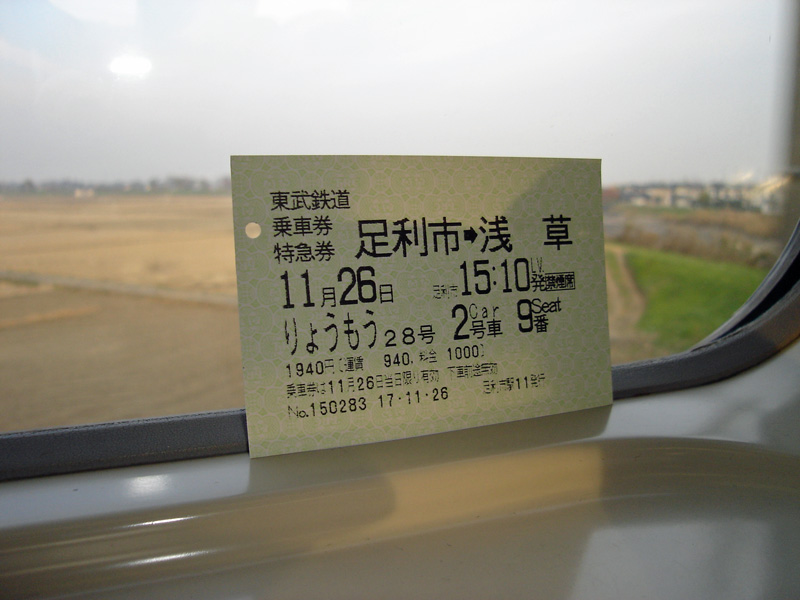 東武鉄道
乗車券
特急券
足利市➡浅 草
11月26日 足利市 15:10 LV. 発 禁煙席
りょうもう28号 2 Car 号車 9 Seat 番
1940円(運賃 940, 料金 1000)
乗車券は11月26日当日限り有効 下車前途無効
No.150283 17-11-26 足利市駅11発行